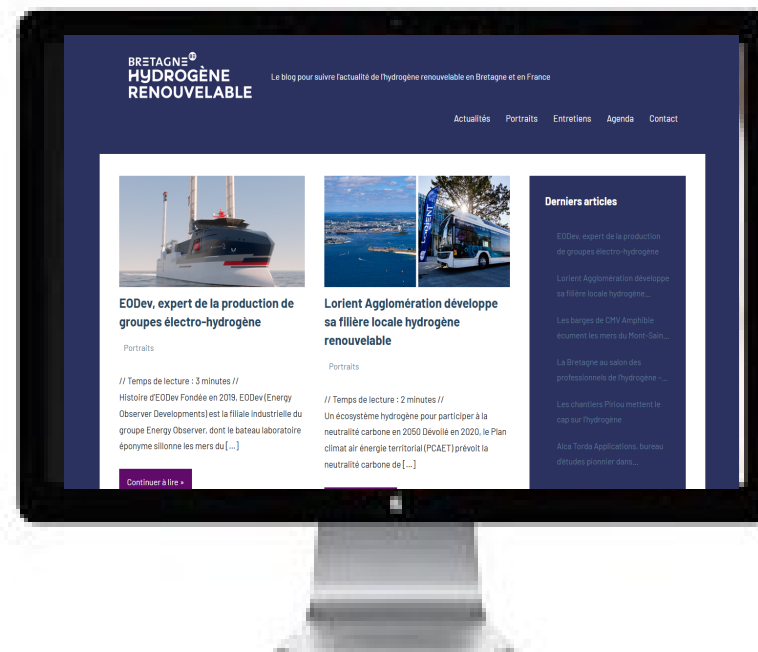 BRETAGNE
HYDROGÈNE
RENOUVELABLE
Le blog pour suivre l'actualité de l'hydrogène renouvelable en Bretagne et en France
Actualités Portraits Entretiens Agenda Contact
EODev, expert de la production de
groupes électro-hydrogène
Portraits
// Temps de lecture : 3 minutes //
Histoire d'EODev Fondée en 2019, EODev (Energy
Observer Developments) est la filiale industrielle du
groupe Energy Observer, dont le bateau laboratoire
éponyme sillonne les mers du [...]
Continuer à lire »
LORIENT
Lorient Agglomération développe
sa filière locale hydrogène
renouvelable
Portraits
// Temps de lecture : 2 minutes //
Un écosystème hydrogène pour participer à la
neutralité carbone en 2050 Dévoilé en 2020, le Plan
climat air énergie territorial (PCAET) prévoit la
neutralité carbone de [...]
Derniers articles
EODev, expert de la production
de groupes électro-hydrogène
Lorient Agglomération développe
sa filière locale hydrogène...
Les barges de CMV Amphibie
écument les mers du Mont-Sain...
La Bretagne au salon des
professionnels de l'hydrogène –...
Les chantiers Piriou mettent le
cap sur l'hydrogène
Alca Torda Applications, bureau
d'études pionnier dans...